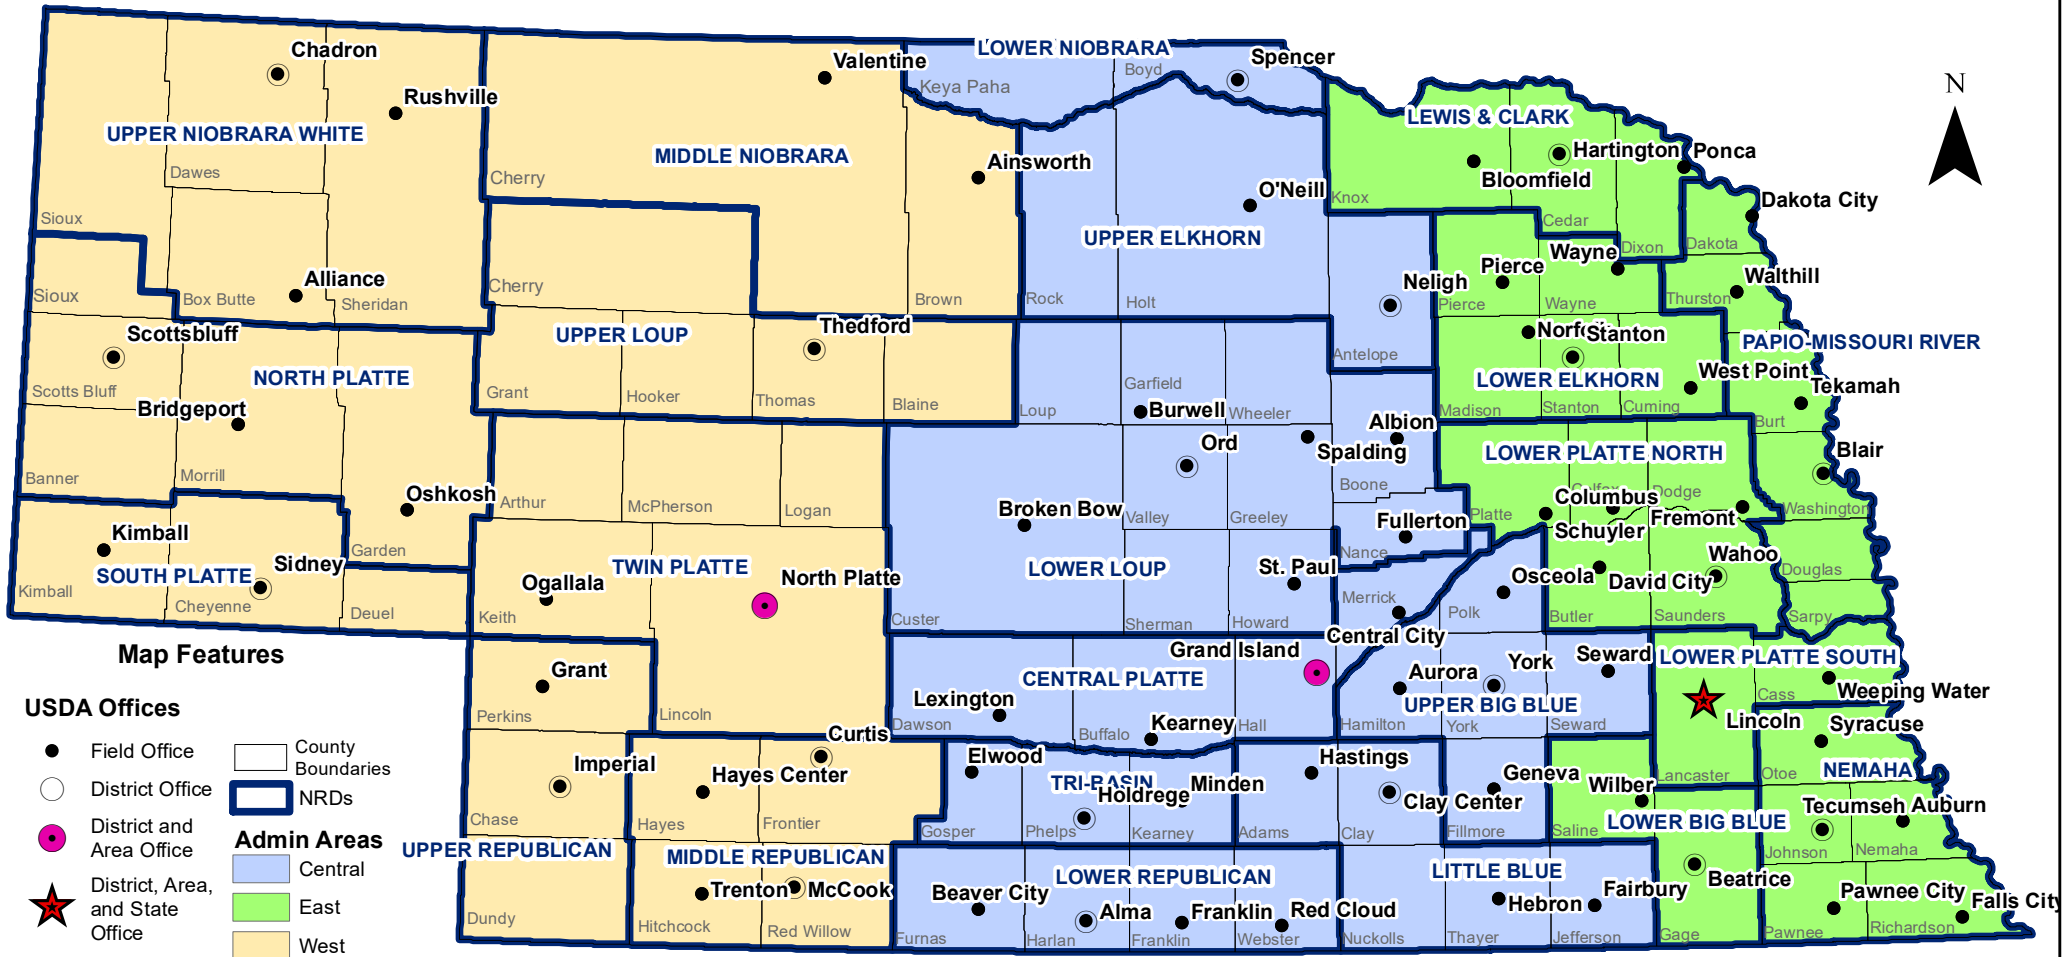 LOWER NIOBRARA
N
Chadron
Valentine
Spencer
Boyd
Keya Paha
Rushville
UPPER NIOBRARA WHITE
LEWIS & CLARK
MIDDLE NIOBRARA
Ainsworth
Hartington
Ponca
Dawes
Cherry
Bloomfield
O'Neill
Knox
Dakota City
Sioux
Cedar
UPPER ELKHORN
Dixon
Dakota
Wayne
Pierce
Walthill
Alliance
Neligh
Cherry
Sioux
Box Butte
Sheridan
Brown
Rock
Holt
Pierce
Wayne
Thurston
Scottsbluff
UPPER LOUP
Thedford
Norfolk
Stanton
PAPIO-MISSOURI RIVER
Antelope
NORTH PLATTE
LOWER ELKHORN
West Point
Tekamah
Scotts Bluff
Grant
Hooker
Thomas
Blaine
Garfield
Loup
Burwell
Wheeler
Madison
Stanton
Cuming
Burt
Bridgeport
Albion
Ord
Spalding
LOWER PLATTE NORTH
Blair
Banner
Morrill
Oshkosh
Boone
Colfax
Dodge
Arthur
McPherson
Logan
Broken Bow
Valley
Greeley
Columbus
Platte
Fremont
Washington
Fullerton
Schuyler
Kimball
Garden
Nance
Wahoo
SOUTH PLATTE
Sidney
TWIN PLATTE
North Platte
LOWER LOUP
St. Paul
Osceola
David City
Douglas
Ogallala
Kimball
Cheyenne
Deuel
Keith
Custer
Sherman
Howard
Merrick
Polk
Butler
Saunders
Sarpy
Central City
Grand Island
Map Features
Grant
CENTRAL PLATTE
Aurora
York
Seward
LOWER PLATTE SOUTH
Cass
Weeping Water
Lexington
UPPER BIG BLUE
USDA Offices
Perkins
Lincoln
Dawson
Buffalo
Kearney
Hall
Hamilton
York
Seward
Lincoln
Syracuse
Curtis
Field Office
County
Boundaries
Imperial
Hayes Center
Elwood
TRI-BASIN
Holdrege
Minden
Hastings
Clay Center
Geneva
Wilber
Lancaster
Otoe
NEMAHA
District Office
NRDs
Tecumseh
Auburn
Chase
Hayes
Frontier
Gosper
Phelps
Kearney
Adams
Clay
Fillmore
Saline
LOWER BIG BLUE
District and
Area Office
Admin Areas
Central
East
West
UPPER REPUBLICAN
MIDDLE REPUBLICAN
Johnson
Nemaha
District, Area,
and State
Office
LOWER REPUBLICAN
LITTLE BLUE
Beatrice
Trenton
McCook
Beaver City
Alma
Franklin
Red Cloud
Hebron
Fairbury
Pawnee City
Falls City
Dundy
Hitchcock
Red Willow
Furnas
Harlan
Franklin
Webster
Nuckolls
Thayer
Jefferson
Gage
Pawnee
Richardson